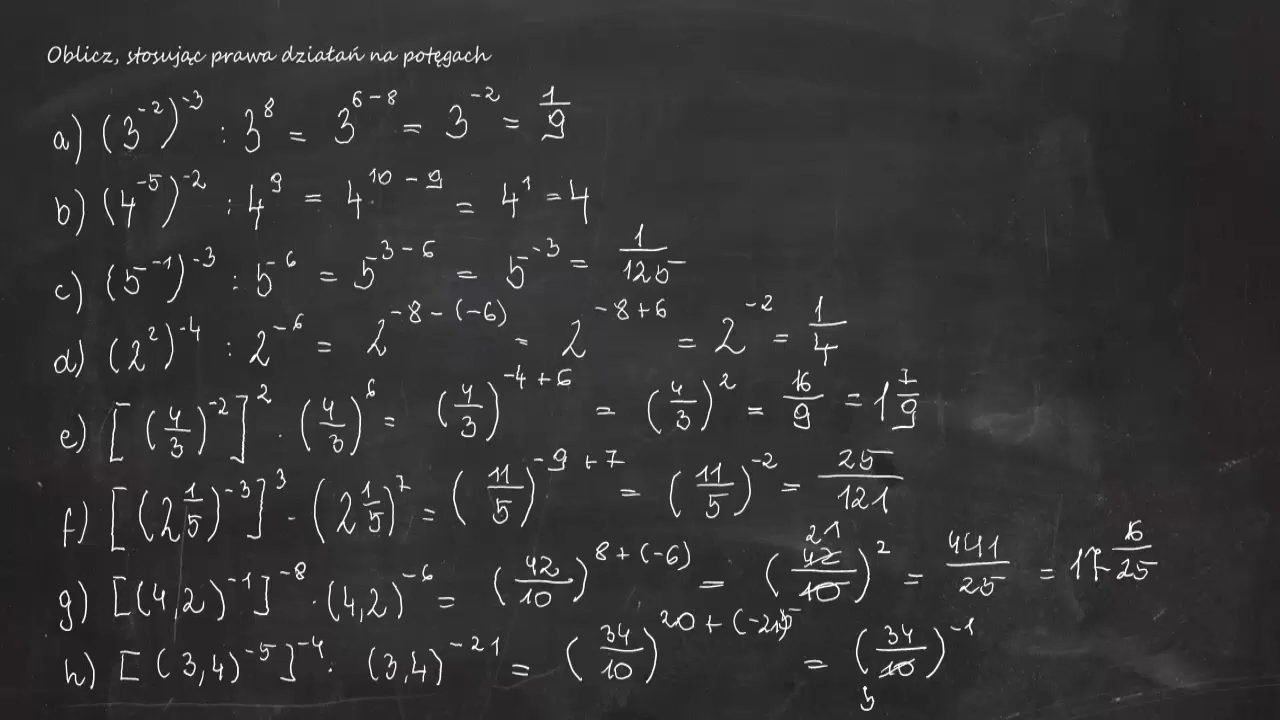 Oblicz, stosując prawa działań na potęgach
a) (3^-2)^-3 : 3^8 = 3^6-8 = 3^-2 = 1/9
b) (4^-5)^-2 : 4^9 = 4^10-9 = 4^1 = 4
c) (5^-1)^-3 : 5^6 = 5^3-6 = 5^-3 = 1/125
d) (2^2)^-4 : 2^-6 = 2^-8-(-6) = 2^-8+6 = 2^-2 = 1/4
e) [(4/3)^-2]^2 · (4/3)^6 = (4/3)^-4+6 = (4/3)^2 = 16/9 = 1 7/9
f) [(2 1/5)^-3]^3 · (2 1/5)^7 = (11/5)^-9+7 = (11/5)^-2 = 25/121
g) [(4,2)^-1]^-8 · (4,2)^-6 = (42/10)^8+(-6) = (21 42/10)^2 = 441/25 = 17 16/25
h) [(3,4)^-5]^-4 · (3,4)^-21 = (34/10)^20+(-21) = (34/10 5)^-1